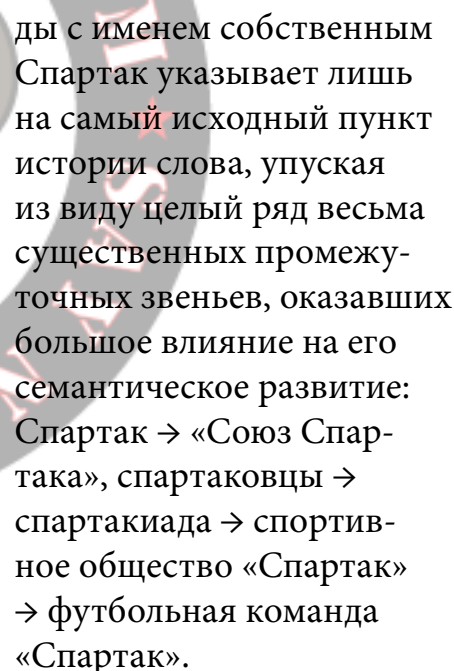 ды с именем собственным
Спартак указывает лишь
на самый исходный пункт
истории слова, упуская
из виду целый ряд весьма
существенных промежу-
точных звеньев, оказавших
большое влияние на его
семантическое развитие:
Спартак → «Союз Спар-
така», спартаковцы →
спартакиада → спортив-
ное общество «Спартак»
→ футбольная команда
«Спартак».